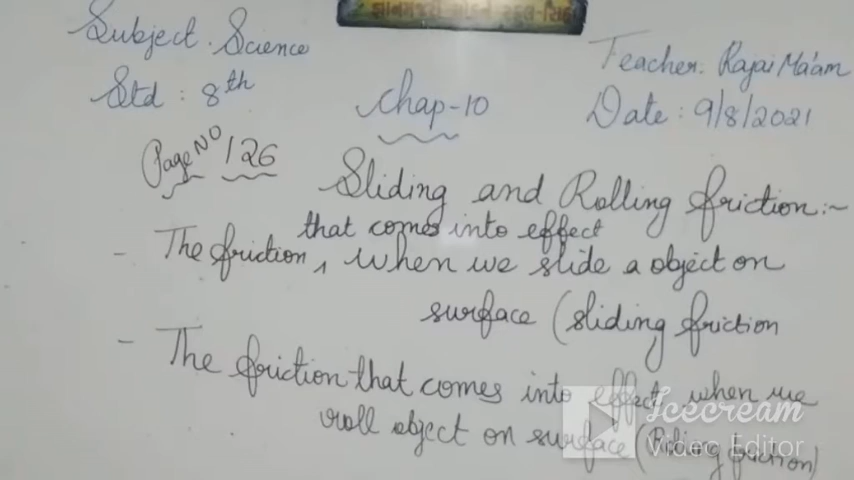 Subject. Science
Teacher: Rajai Ma'am
Std : 8th
Chap-10
Date : 9/8/2021
Page NO 126
Sliding and Rolling friction:~
that comes into effect
- The friction, when we slide a object on
surface (sliding friction
- The friction that comes into effect when we
roll object on surface (Rolling friction)
Icecream
Video Editor